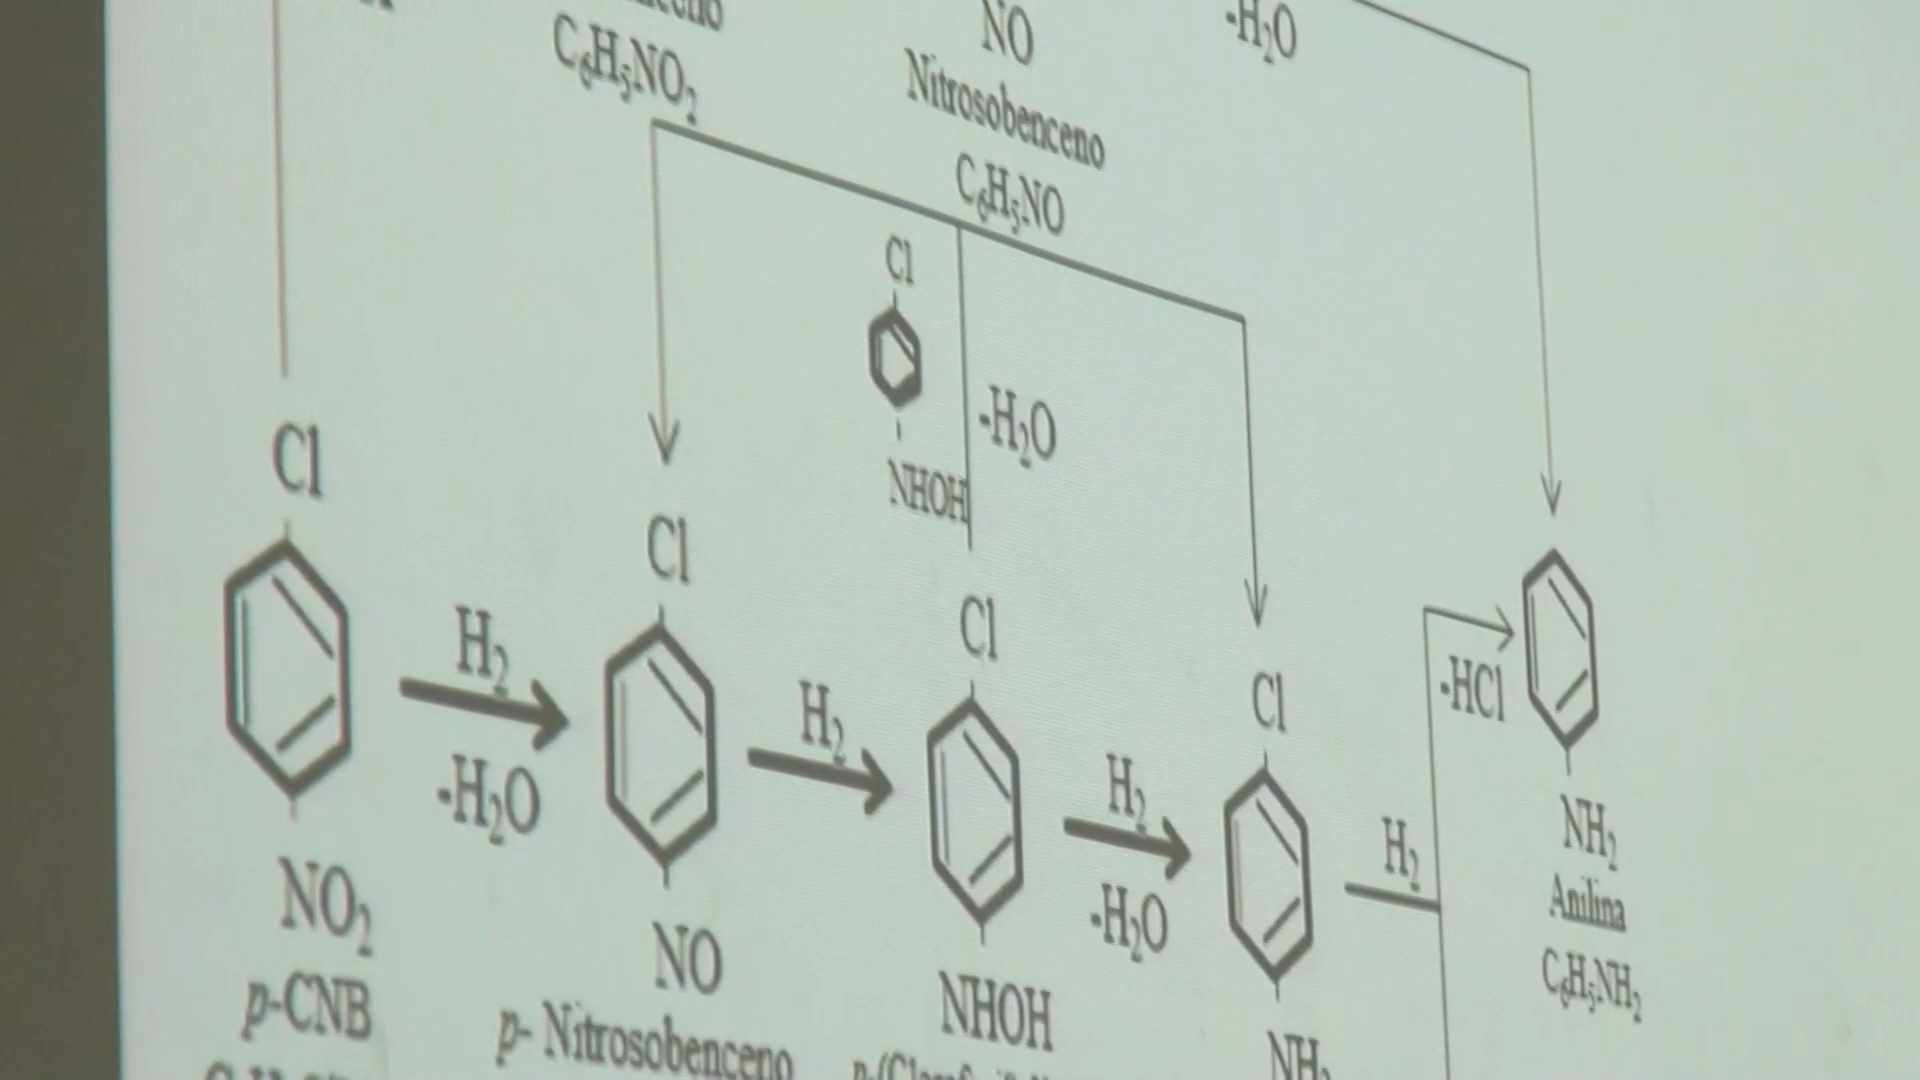 C₆H₅NO₂
NO
Nitrosobenceno
C₆H₅NO
-H₂O
Cl
NHOH
-H₂O
Cl
NO₂
p-CNB
H₂
-H₂O
Cl
NO
p- Nitrosobenceno
H₂
Cl
NHOH
H₂
-H₂O
Cl
NH₂
H₂
-HCl
NH₂
Anilina
C₆H₅NH₂